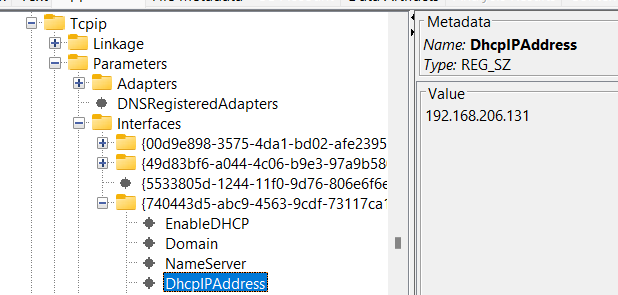 Tcpip
Linkage
Parameters
Adapters
DNSRegisteredAdapters
Interfaces
{00d9e898-3575-4da1-bd02-afe2395
{49d83bf6-a044-4c06-b9e3-97a9b58
{5533805d-1244-11f0-9d76-806e6f6e
{740443d5-abc9-4563-9cdf-73117ca1
EnableDHCP
Domain
NameServer
DhcpIPAddress
Metadata
Name: DhcpIPAddress
Type: REG_SZ
Value
192.168.206.131